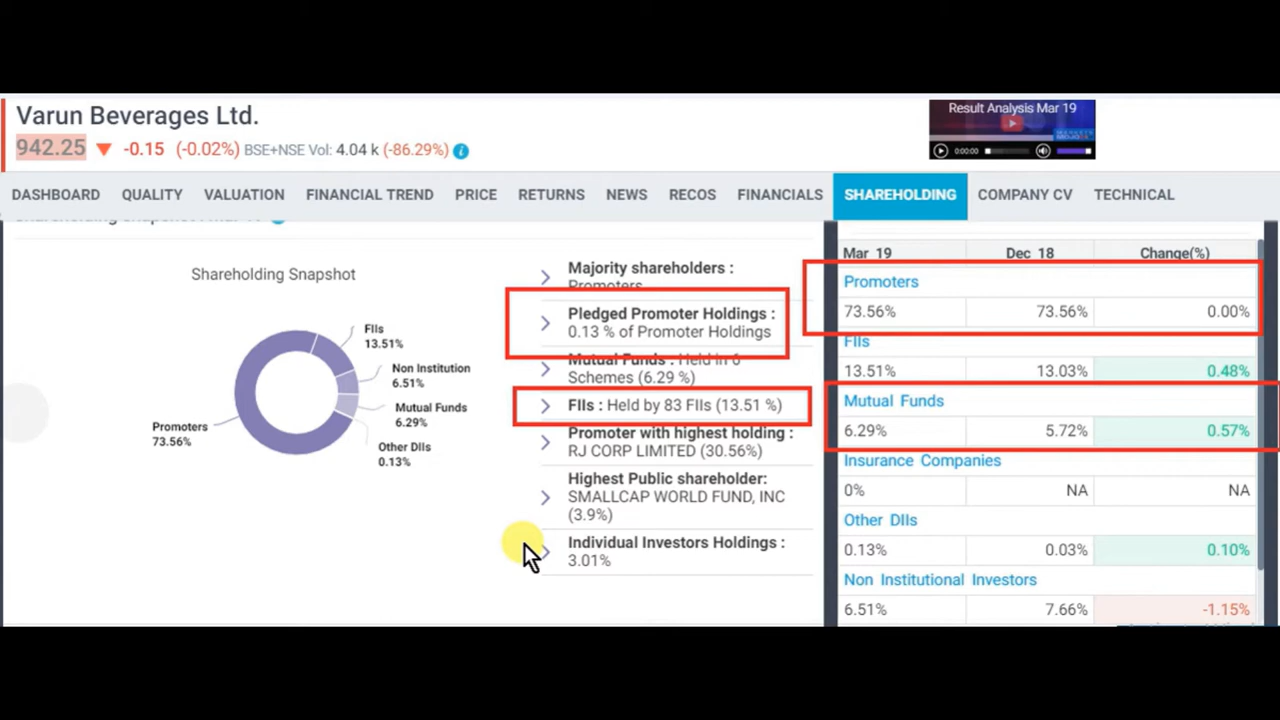 Varun Beverages Ltd.
942.25 ▼ -0.15 (-0.02%) BSE+NSE Vol: 4.04 k (-86.29%)
Result Analysis Mar 19
0:00:00
DASHBOARD QUALITY VALUATION FINANCIAL TREND PRICE RETURNS NEWS RECOS FINANCIALS SHAREHOLDING COMPANY CV TECHNICAL
Shareholding Snapshot
FIIs
13.51%
Non Institution
6.51%
Mutual Funds
6.29%
Other DIIs
0.13%
Promoters
73.56%
Majority shareholders :
Promoters
Pledged Promoter Holdings :
0.13 % of Promoter Holdings
Mutual Funds : Held in 6
Schemes (6.29 %)
FIIs : Held by 83 FIIs (13.51 %)
Promoter with highest holding :
RJ CORP LIMITED (30.56%)
Highest Public shareholder:
SMALLCAP WORLD FUND, INC
(3.9%)
Individual Investors Holdings :
3.01%
Mar 19 Dec 18 Change(%)
Promoters
73.56% 73.56% 0.00%
FIIs
13.51% 13.03% 0.48%
Mutual Funds
6.29% 5.72% 0.57%
Insurance Companies
0% NA NA
Other DIIs
0.13% 0.03% 0.10%
Non Institutional Investors
6.51% 7.66% -1.15%